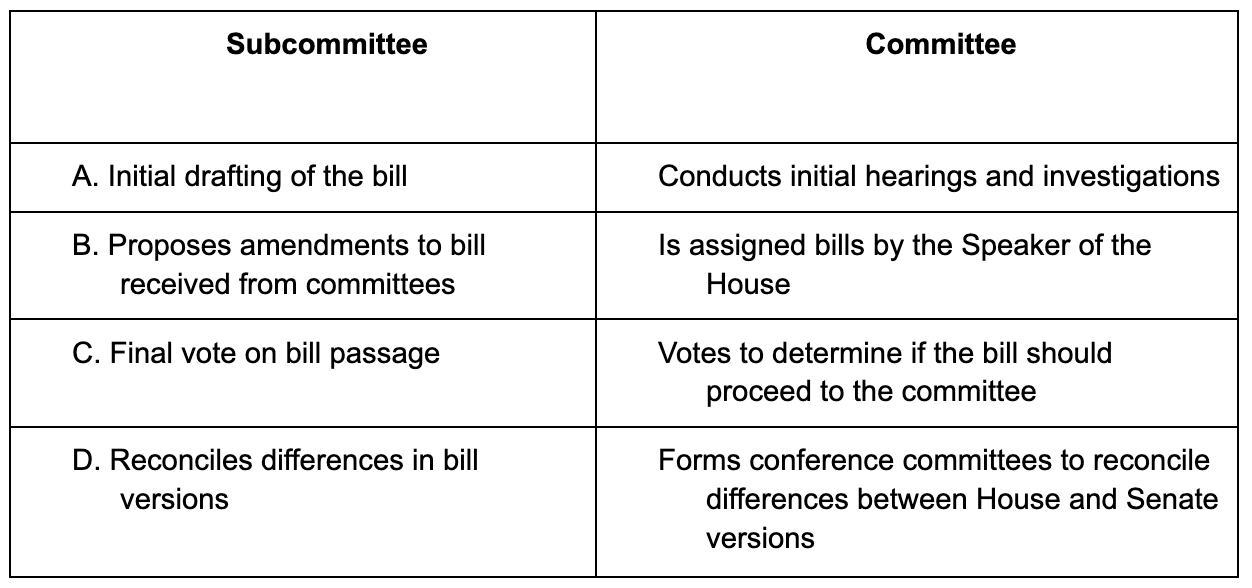 Subcommittee
Committee
A. Initial drafting of the bill
Conducts initial hearings and investigations
B. Proposes amendments to bill
received from committees
Is assigned bills by the Speaker of the
House
C. Final vote on bill passage
Votes to determine if the bill should
proceed to the committee
D. Reconciles differences in bill
versions
Forms conference committees to reconcile
differences between House and Senate
versions